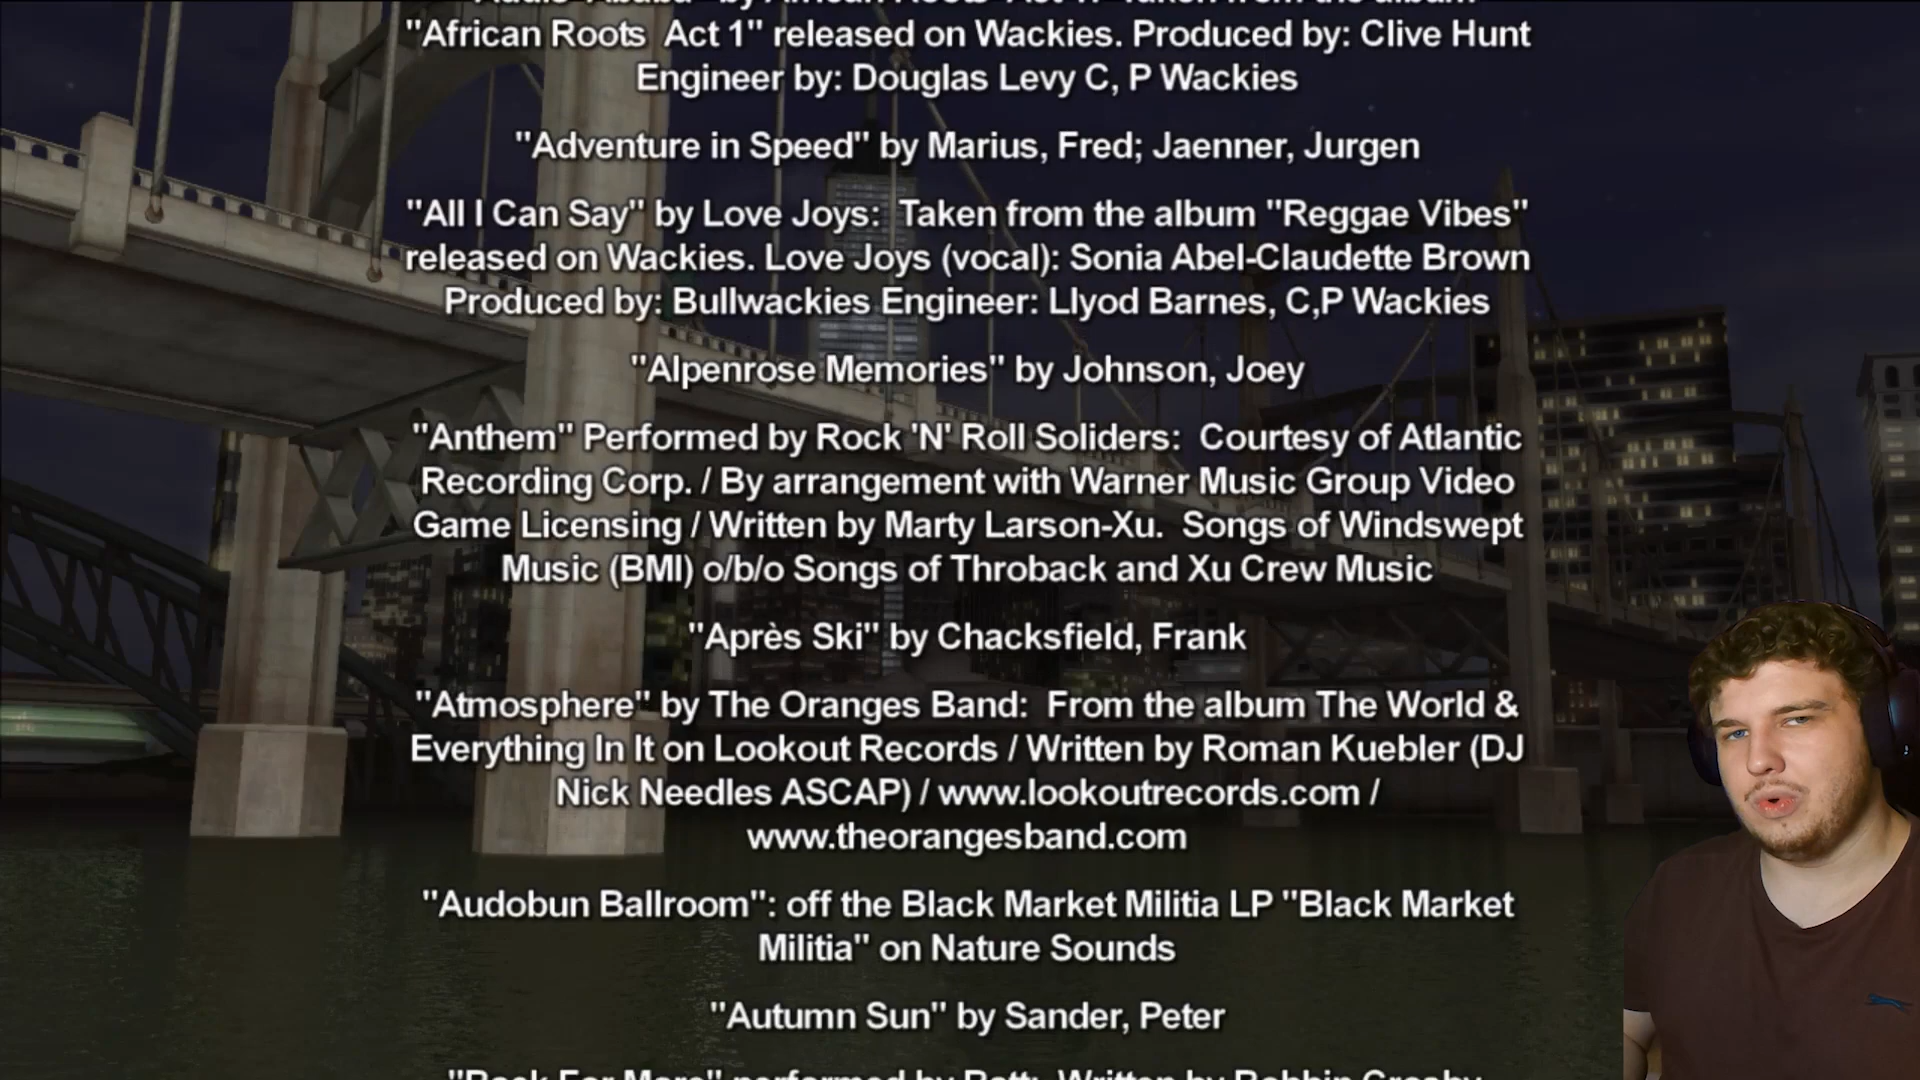 "African Roots  Act 1" released on Wackies. Produced by: Clive Hunt
Engineer by: Douglas Levy C, P Wackies
"Adventure in Speed" by Marius, Fred; Jaenner, Jurgen
"All I Can Say" by Love Joys:  Taken from the album "Reggae Vibes"
released on Wackies. Love Joys (vocal): Sonia Abel-Claudette Brown
Produced by: Bullwackies Engineer: Llyod Barnes, C,P Wackies
"Alpenrose Memories" by Johnson, Joey
"Anthem" Performed by Rock 'N' Roll Soliders:  Courtesy of Atlantic
Recording Corp. / By arrangement with Warner Music Group Video
Game Licensing / Written by Marty Larson-Xu.  Songs of Windswept
Music (BMI) o/b/o Songs of Throback and Xu Crew Music
"Après Ski" by Chacksfield, Frank
"Atmosphere" by The Oranges Band:  From the album The World &
Everything In It on Lookout Records / Written by Roman Kuebler (DJ
Nick Needles ASCAP) / www.lookoutrecords.com /
www.theorangesband.com
"Audobun Ballroom": off the Black Market Militia LP "Black Market
Militia" on Nature Sounds
"Autumn Sun" by Sander, Peter